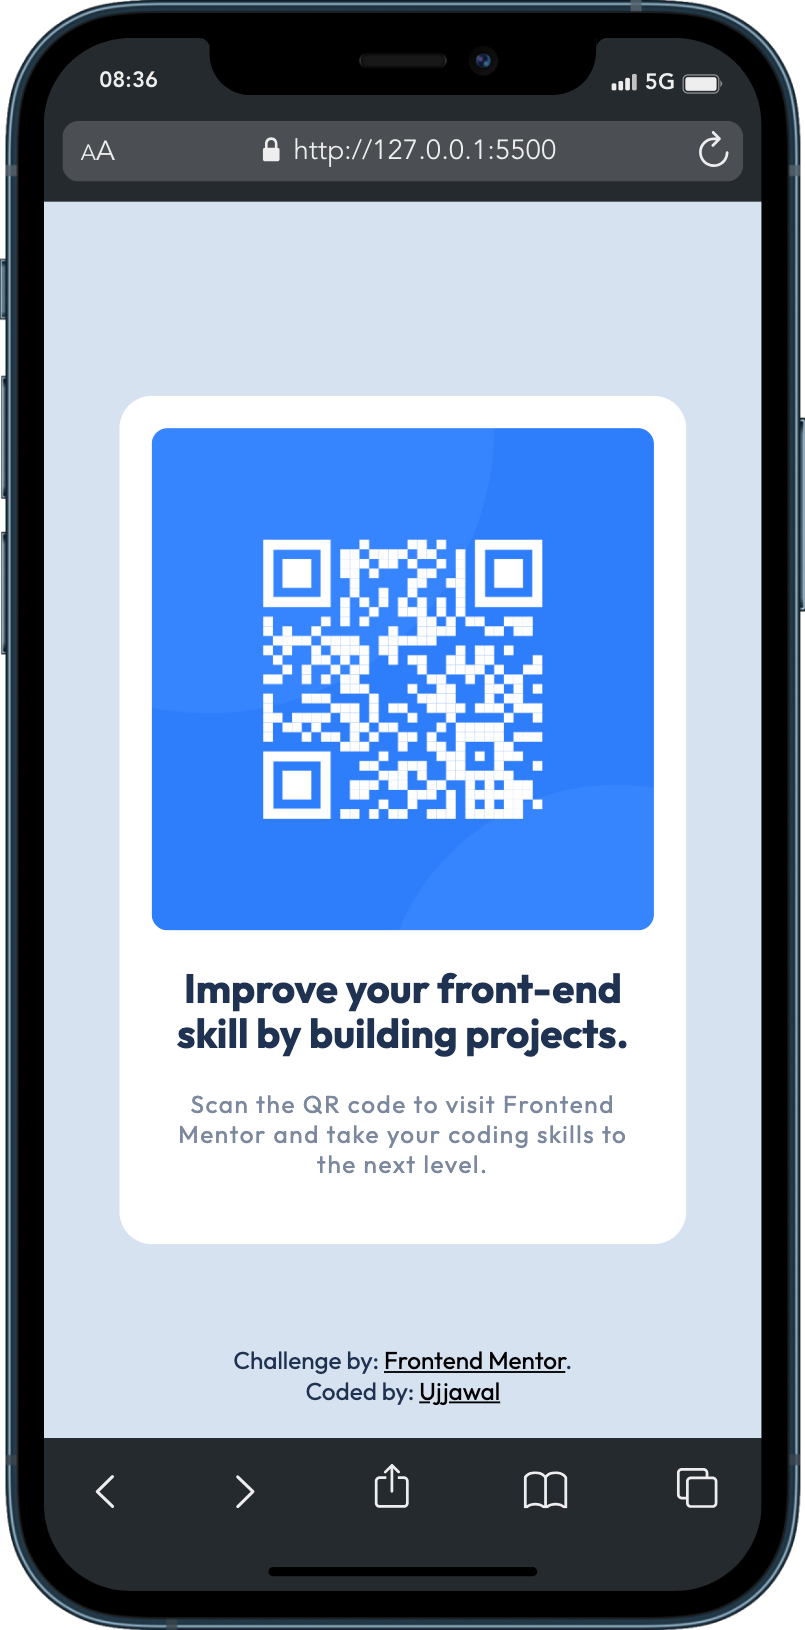 08:36
5G
AA
http://127.0.0.1:5500
Improve your front-end
skill by building projects.
Scan the QR code to visit Frontend
Mentor and take your coding skills to
the next level.
Challenge by: Frontend Mentor.
Coded by: Ujjawal